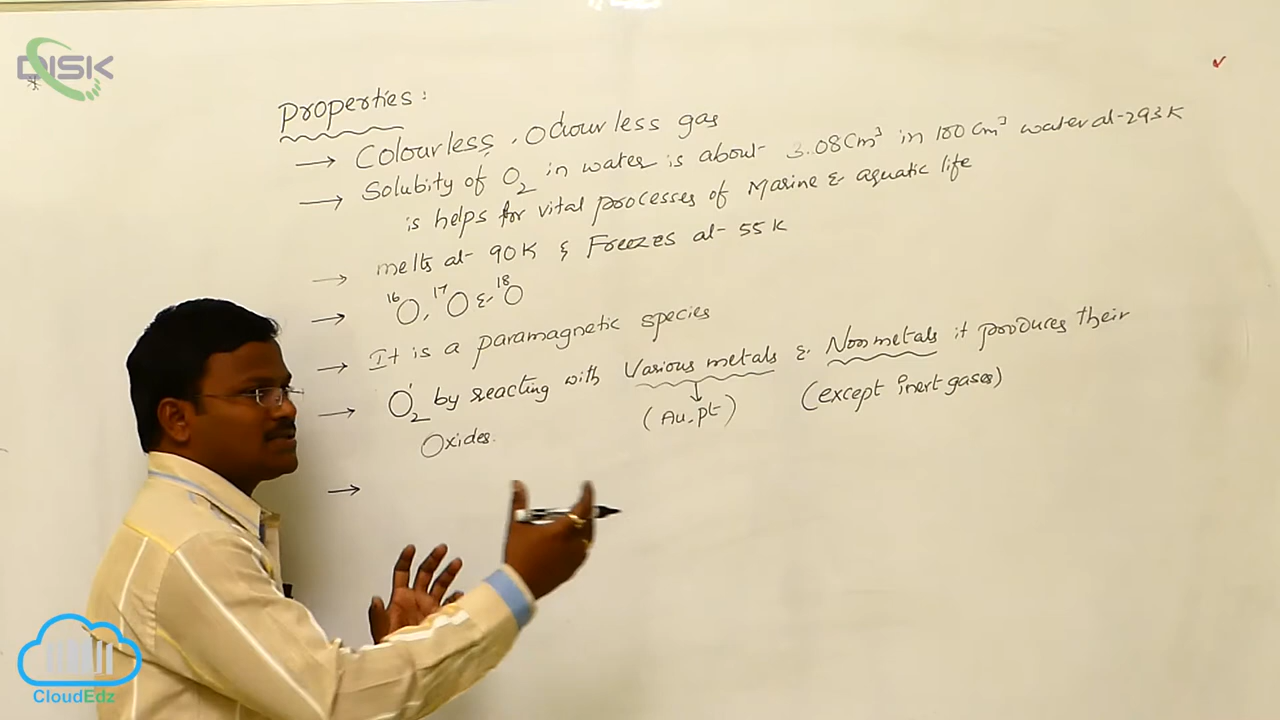 DISK
Properties:
→ Colourless, Odourless gas
→ Solubity of O2 in water is about 3.08 Cm³ in 100 Cm³ water at 293 K
is helps for vital processes of Marine & aquatic life
→ melts at 90K & Freezes at 55 K
→ ¹⁶O, ¹⁷O & ¹⁸O
→ It is a paramagnetic species
→ O2 by reacting with Various metals & Nonmetals it produces their
(Au, Pt) (except inert gases)
Oxides.
→
CloudEdz